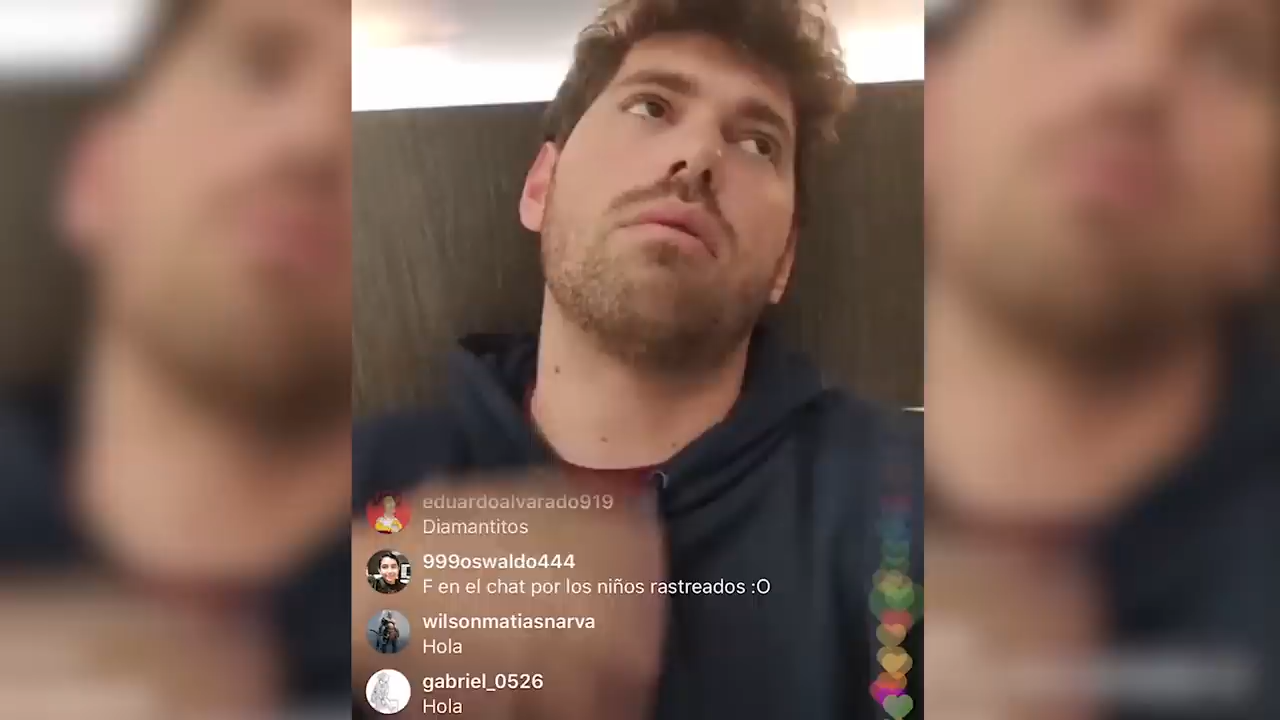 eduardoalvarado919
Diamantitos
999oswaldo444
F en el chat por los niños rastreados :O
wilsonmatiasnarva
Hola
gabriel_0526
Hola